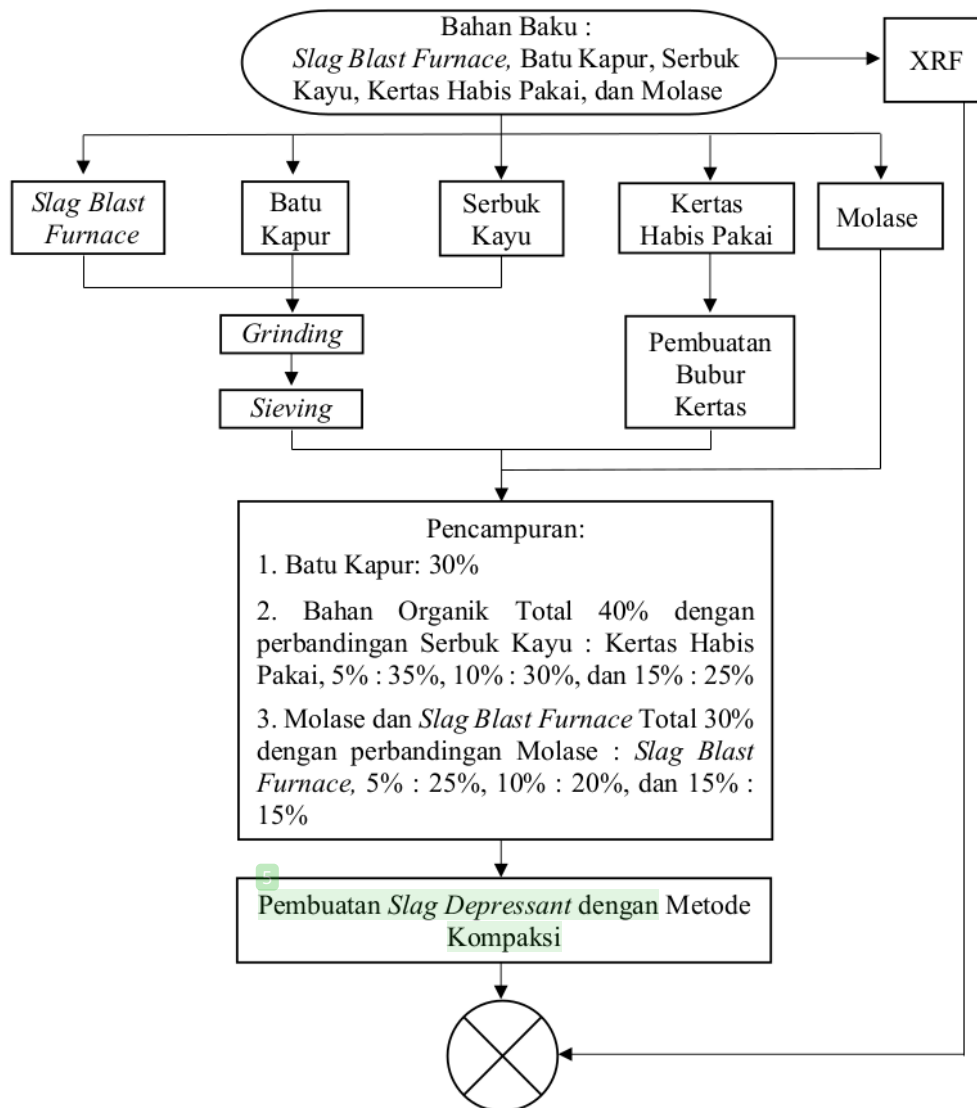 Bahan Baku :
Slag Blast Furnace, Batu Kapur, Serbuk
Kayu, Kertas Habis Pakai, dan Molase
XRF
Slag Blast
Furnace
Batu
Kapur
Serbuk
Kayu
Kertas
Habis Pakai
Molase
Grinding
Sieving
Pembuatan
Bubur
Kertas
Pencampuran:
1. Batu Kapur: 30%
2. Bahan Organik Total 40% dengan
perbandingan Serbuk Kayu : Kertas Habis
Pakai, 5% : 35%, 10% : 30%, dan 15% : 25%
3. Molase dan Slag Blast Furnace Total 30%
dengan perbandingan Molase : Slag Blast
Furnace, 5% : 25%, 10% : 20%, dan 15% :
15%
5
Pembuatan Slag Depressant dengan Metode
Kompaksi